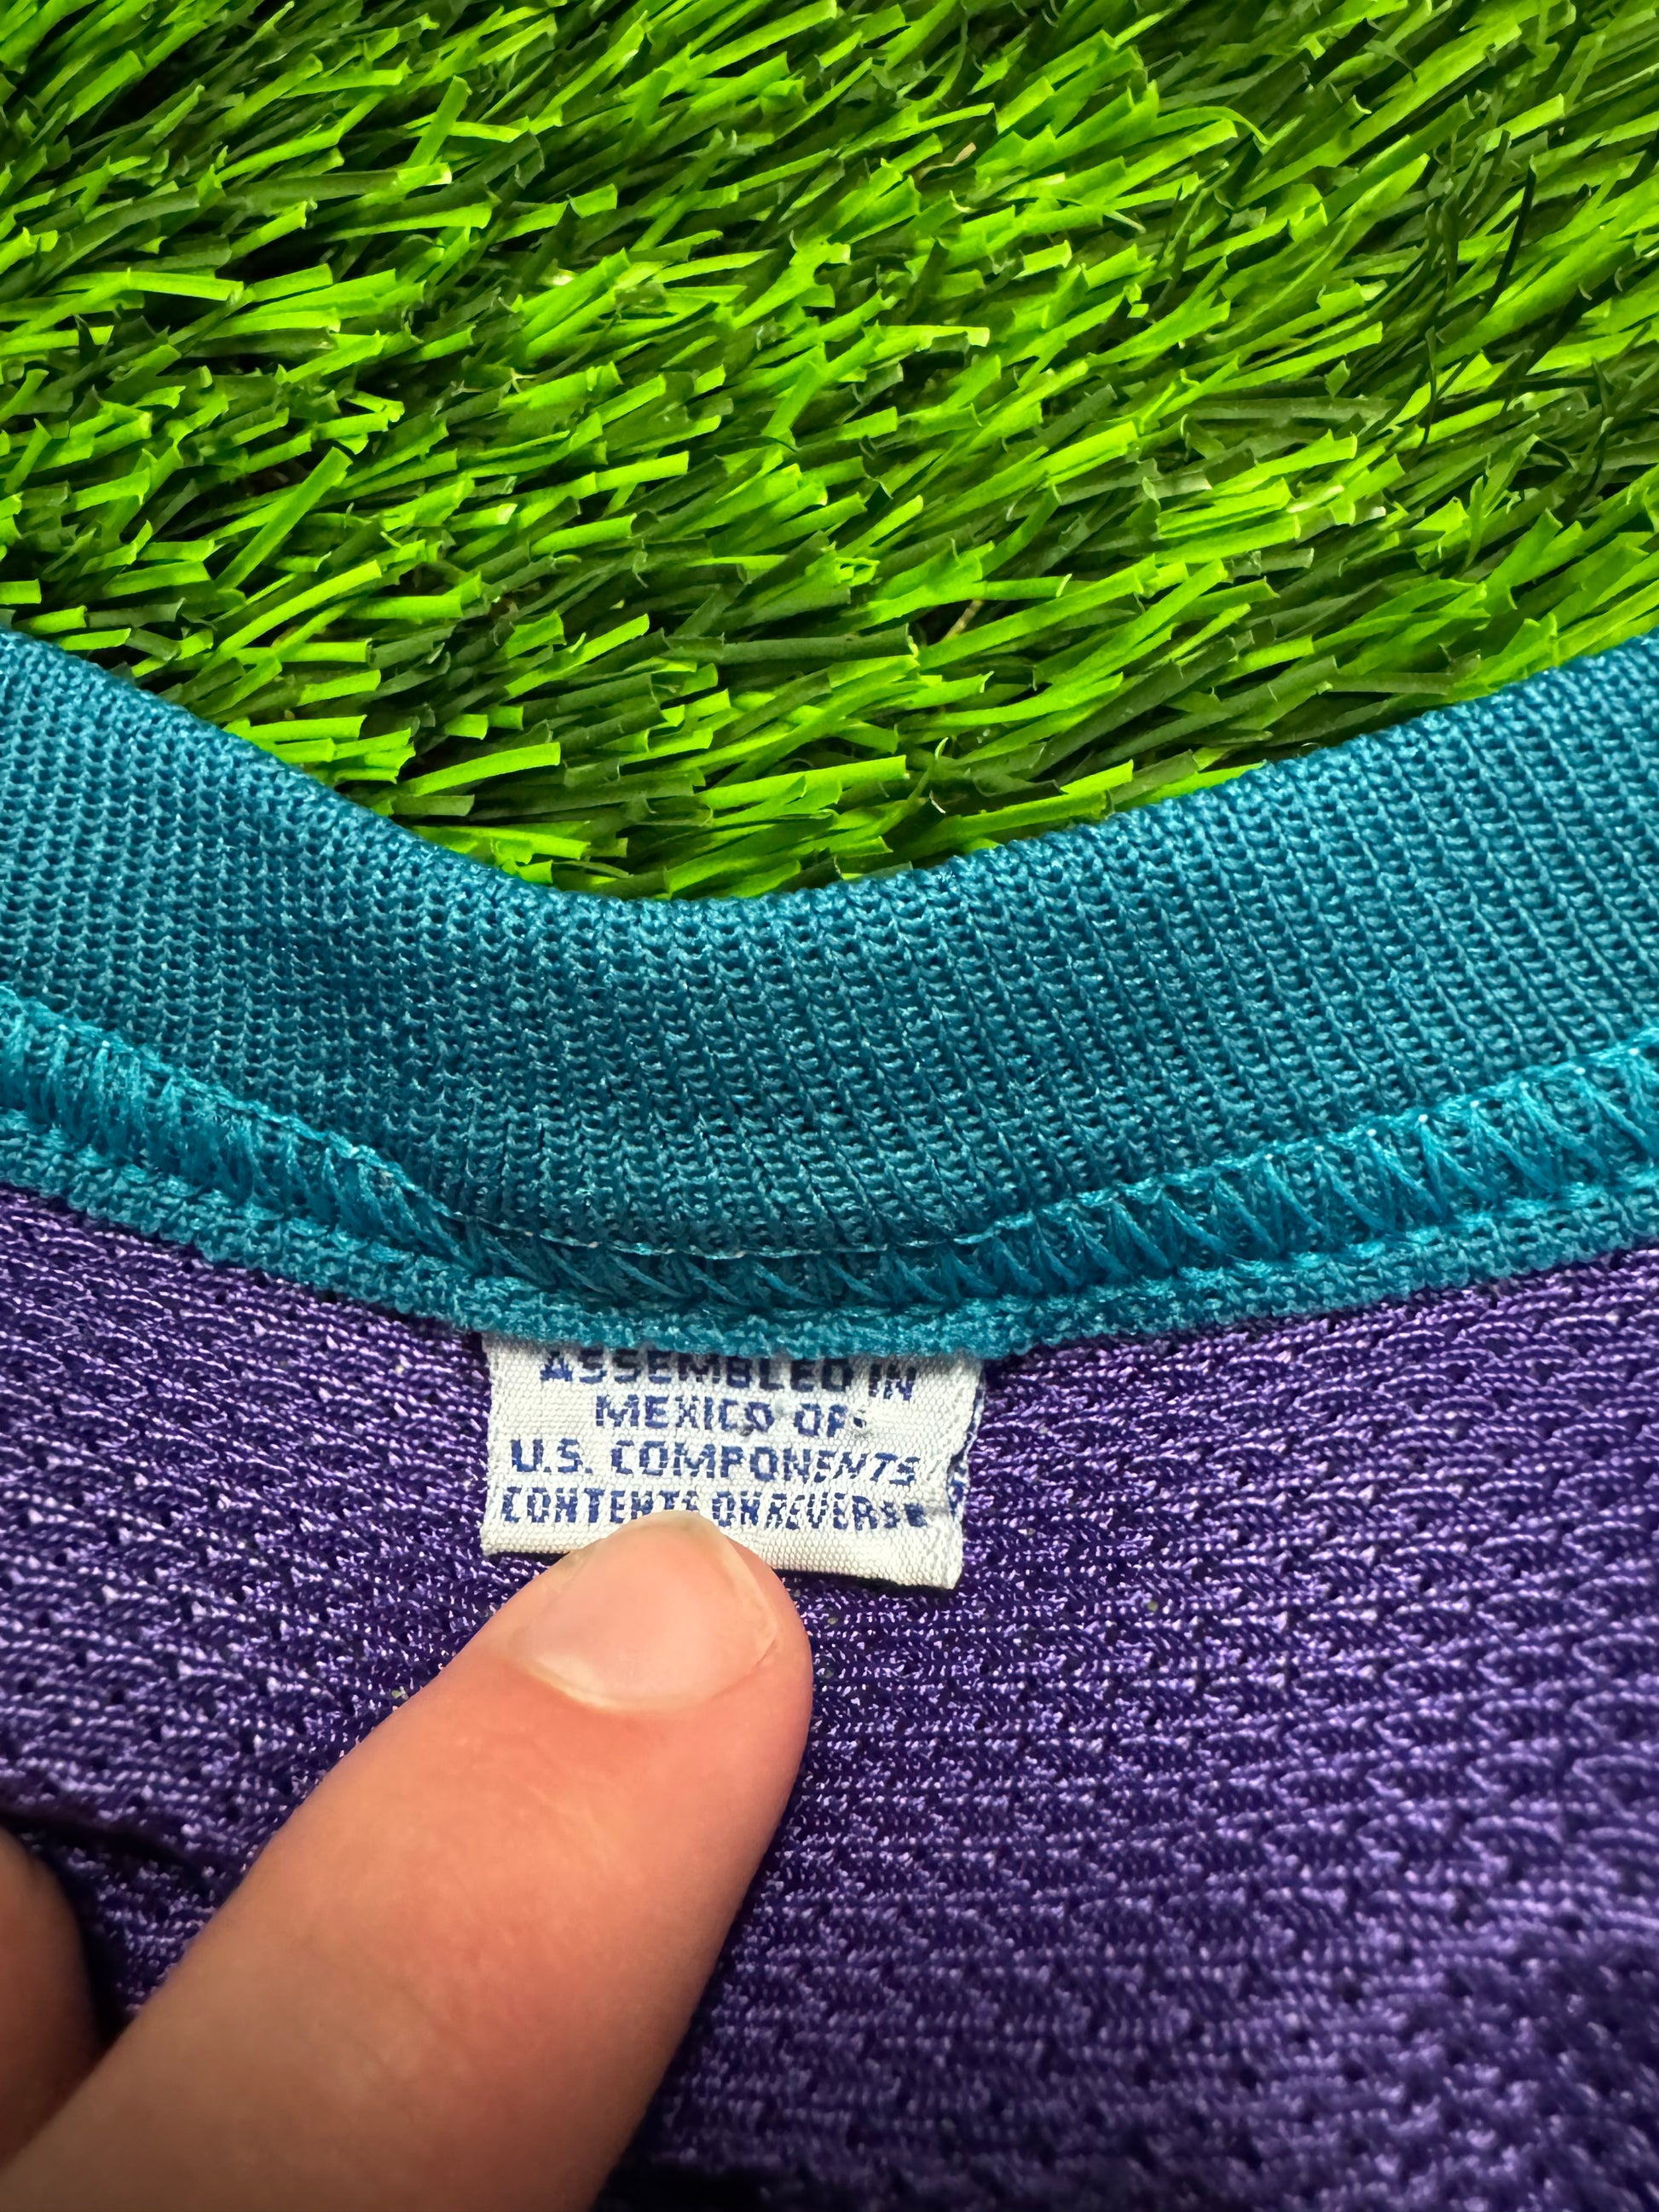 ASSEMBLED IN
MEXICO OF
U.S. COMPONENTS
CONTENTS ON REVERSE